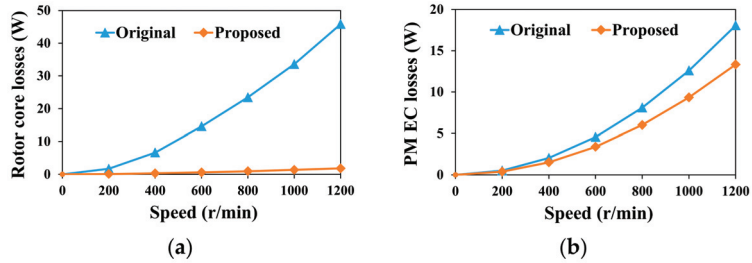 Rotor core losses (W)
50
40
30
20
10
0
Original
Proposed
0 200 400 600 800 1000 1200
Speed (r/min)
(a)
PM EC losses (W)
20
15
10
5
0
Original
Proposed
0 200 400 600 800 1000 1200
Speed (r/min)
(b)